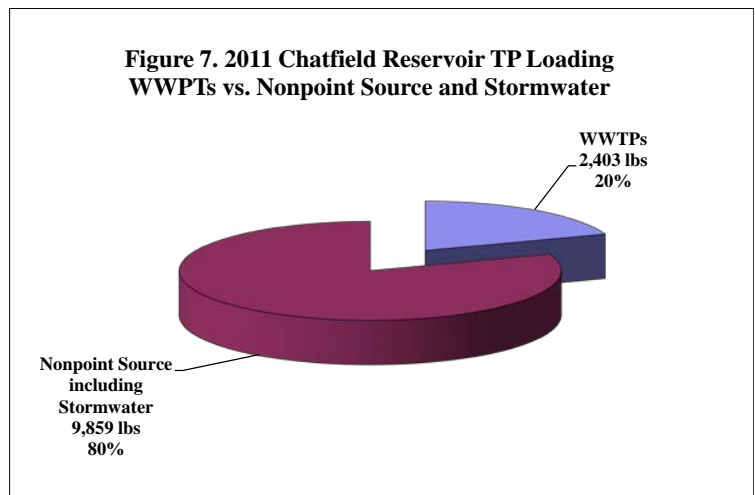 Figure 7. 2011 Chatfield Reservoir TP Loading
WWPTs vs. Nonpoint Source and Stormwater
WWTPs
2,403 lbs
20%
Nonpoint Source
including
Stormwater
9,859 lbs
80%